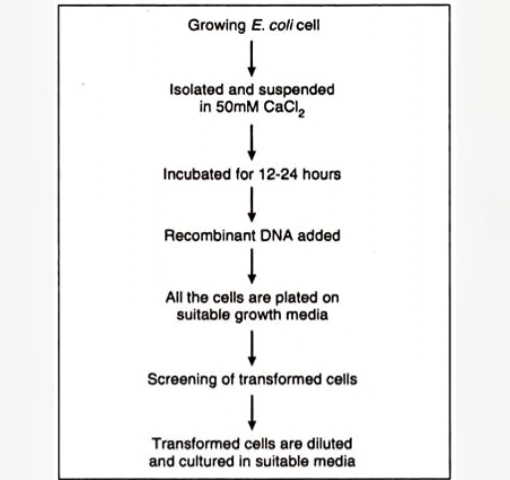 Growing E. coli cell
Isolated and suspended
in 50mM CaCl₂
Incubated for 12-24 hours
Recombinant DNA added
All the cells are plated on
suitable growth media
Screening of transformed cells
Transformed cells are diluted
and cultured in suitable media